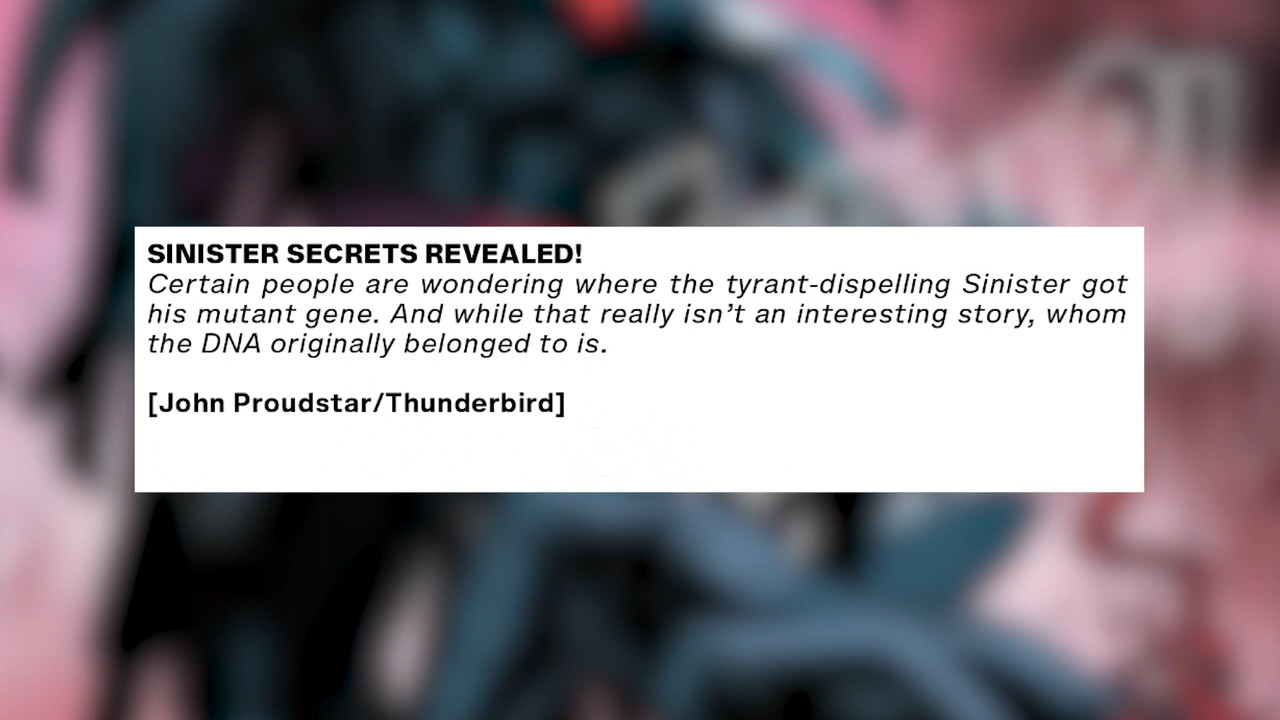 SINISTER SECRETS REVEALED!
Certain people are wondering where the tyrant-dispelling Sinister got
his mutant gene. And while that really isn’t an interesting story, whom
the DNA originally belonged to is.
[John Proudstar/Thunderbird]